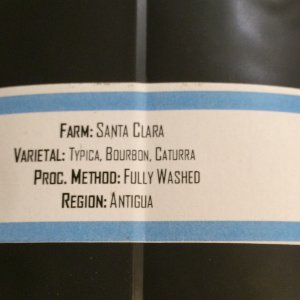 Farm: Santa Clara
Varietal: Typica, Bourbon, Caturra
Proc. Method: Fully Washed
Region: Antigua